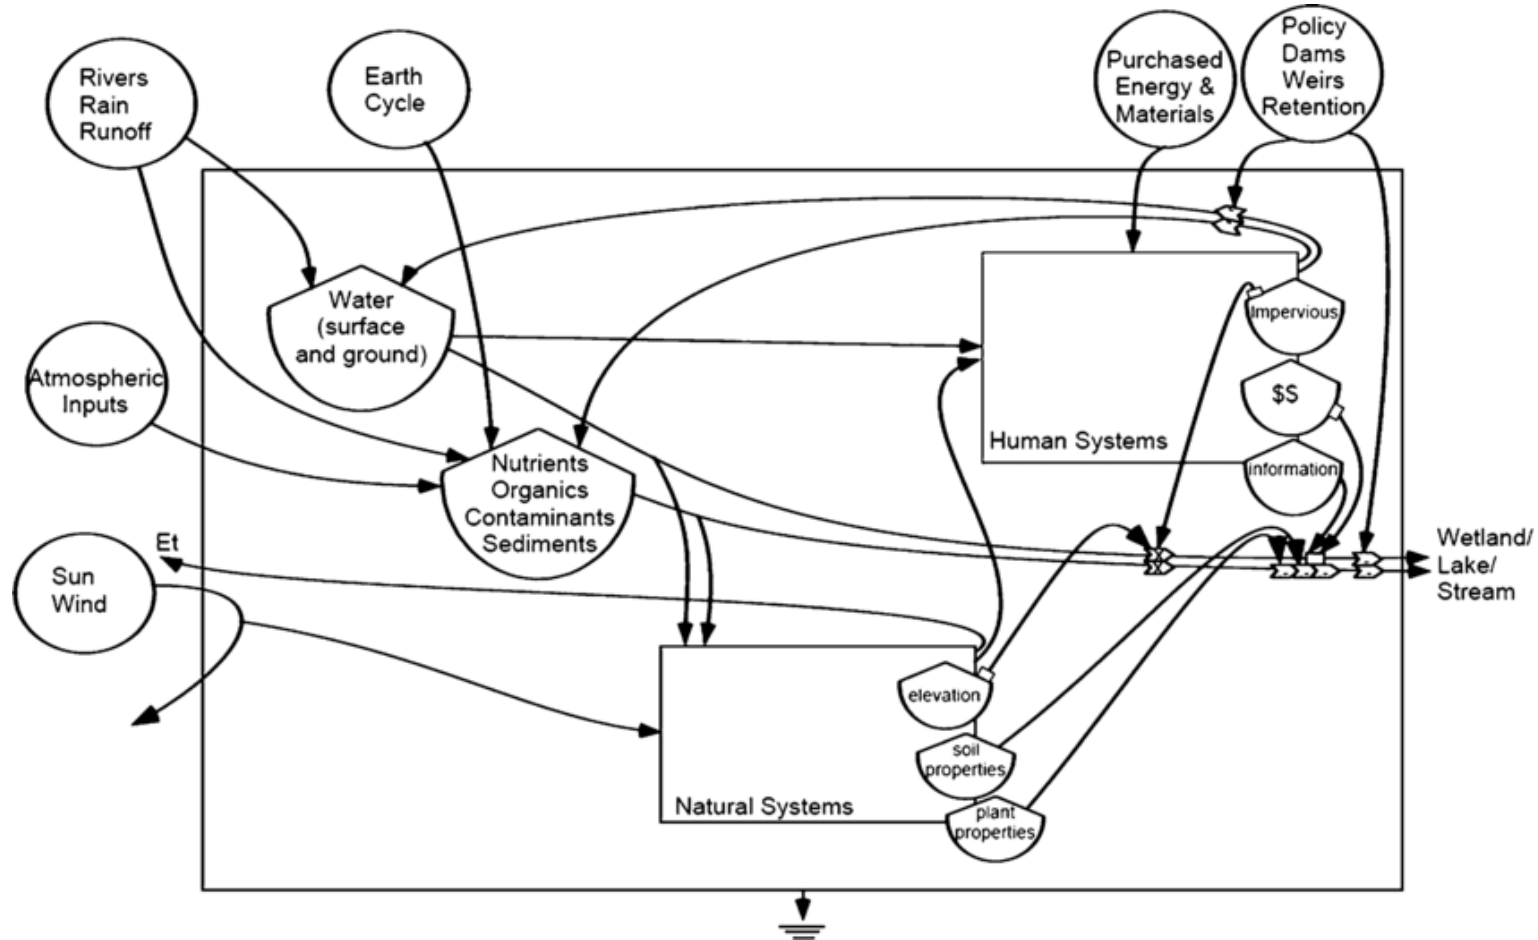 Rivers
Rain
Runoff
Earth
Cycle
Purchased
Energy &
Materials
Policy
Dams
Weirs
Retention
Water
(surface
and ground)
Impervious
Atmospheric
Inputs
$S
Human Systems
information
Nutrients
Organics
Contaminants
Sediments
Et
Wetland/
Lake/
Stream
Sun
Wind
elevation
soil
properties
Natural Systems
plant
properties